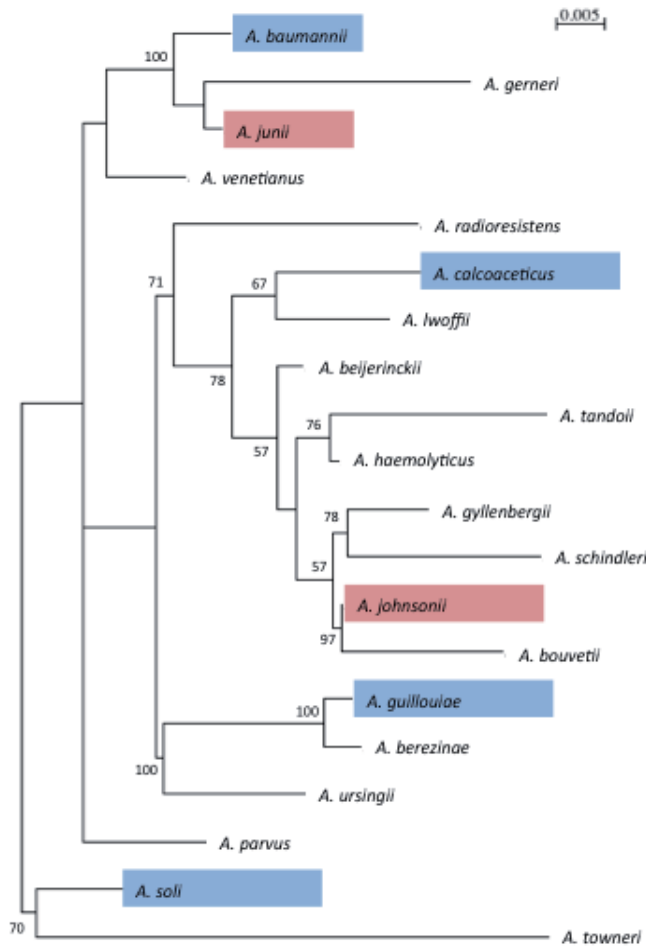 0.005
A. baumannii
100
A. gerneri
A. junii
A. venetianus
A. radioresistens
71
67
A. calcoaceticus
A. lwoffii
78
A. beijerinckii
76
A. tandoii
57
A. haemolyticus
78
A. gyllenbergii
A. schindleri
57
A. johnsonii
97
A. bouvetii
A. guillouiae
100
A. berezinae
100
A. ursingii
A. parvus
A. soli
70
A. towneri